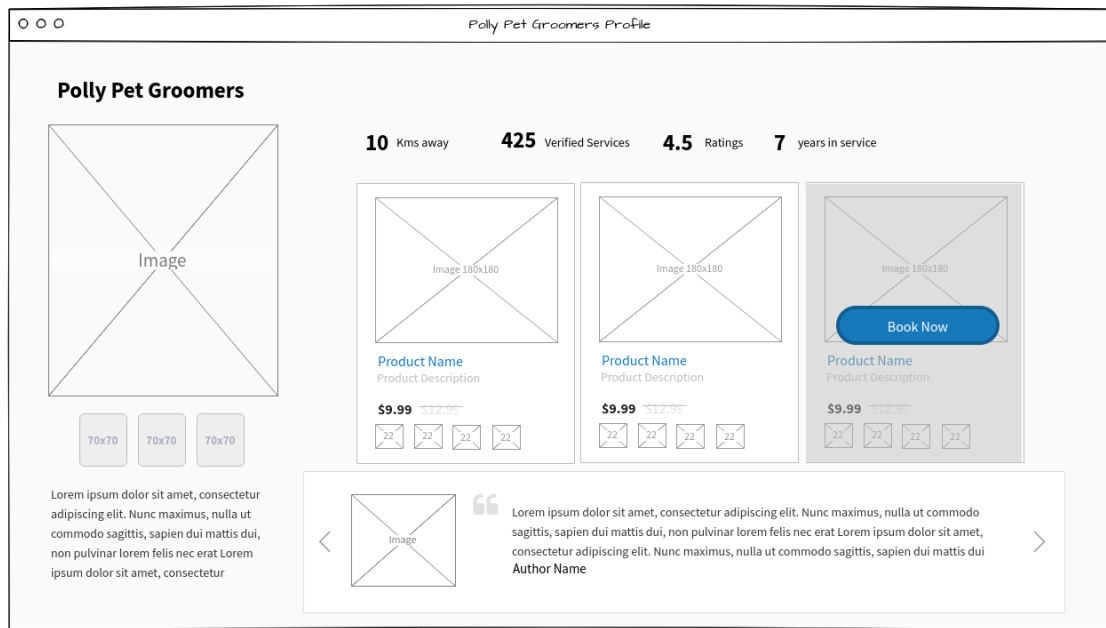 Polly Pet Groomers Profile
Polly Pet Groomers
10 Kms away
425 Verified Services
4.5 Ratings
7 years in service
Image
70x70
70x70
70x70
Lorem ipsum dolor sit amet, consectetur
adipiscing elit. Nunc maximus, nulla ut
commodo sagittis, sapien dui mattis dui,
non pulvinar lorem felis nec erat Lorem
ipsum dolor sit amet, consectetur
Image 180x180
Product Name
Product Description
$9.99 $12.99
22 22 22 22
Image 180x180
Product Name
Product Description
$9.99 $12.99
22 22 22 22
Image 180x180
Book Now
Product Name
Product Description
$9.99 $12.99
22 22 22 22
Image
Lorem ipsum dolor sit amet, consectetur adipiscing elit. Nunc maximus, nulla ut commodo
sagittis, sapien dui mattis dui, non pulvinar lorem felis nec erat Lorem ipsum dolor sit amet,
consectetur adipiscing elit. Nunc maximus, nulla ut commodo sagittis, sapien dui mattis dui
Author Name